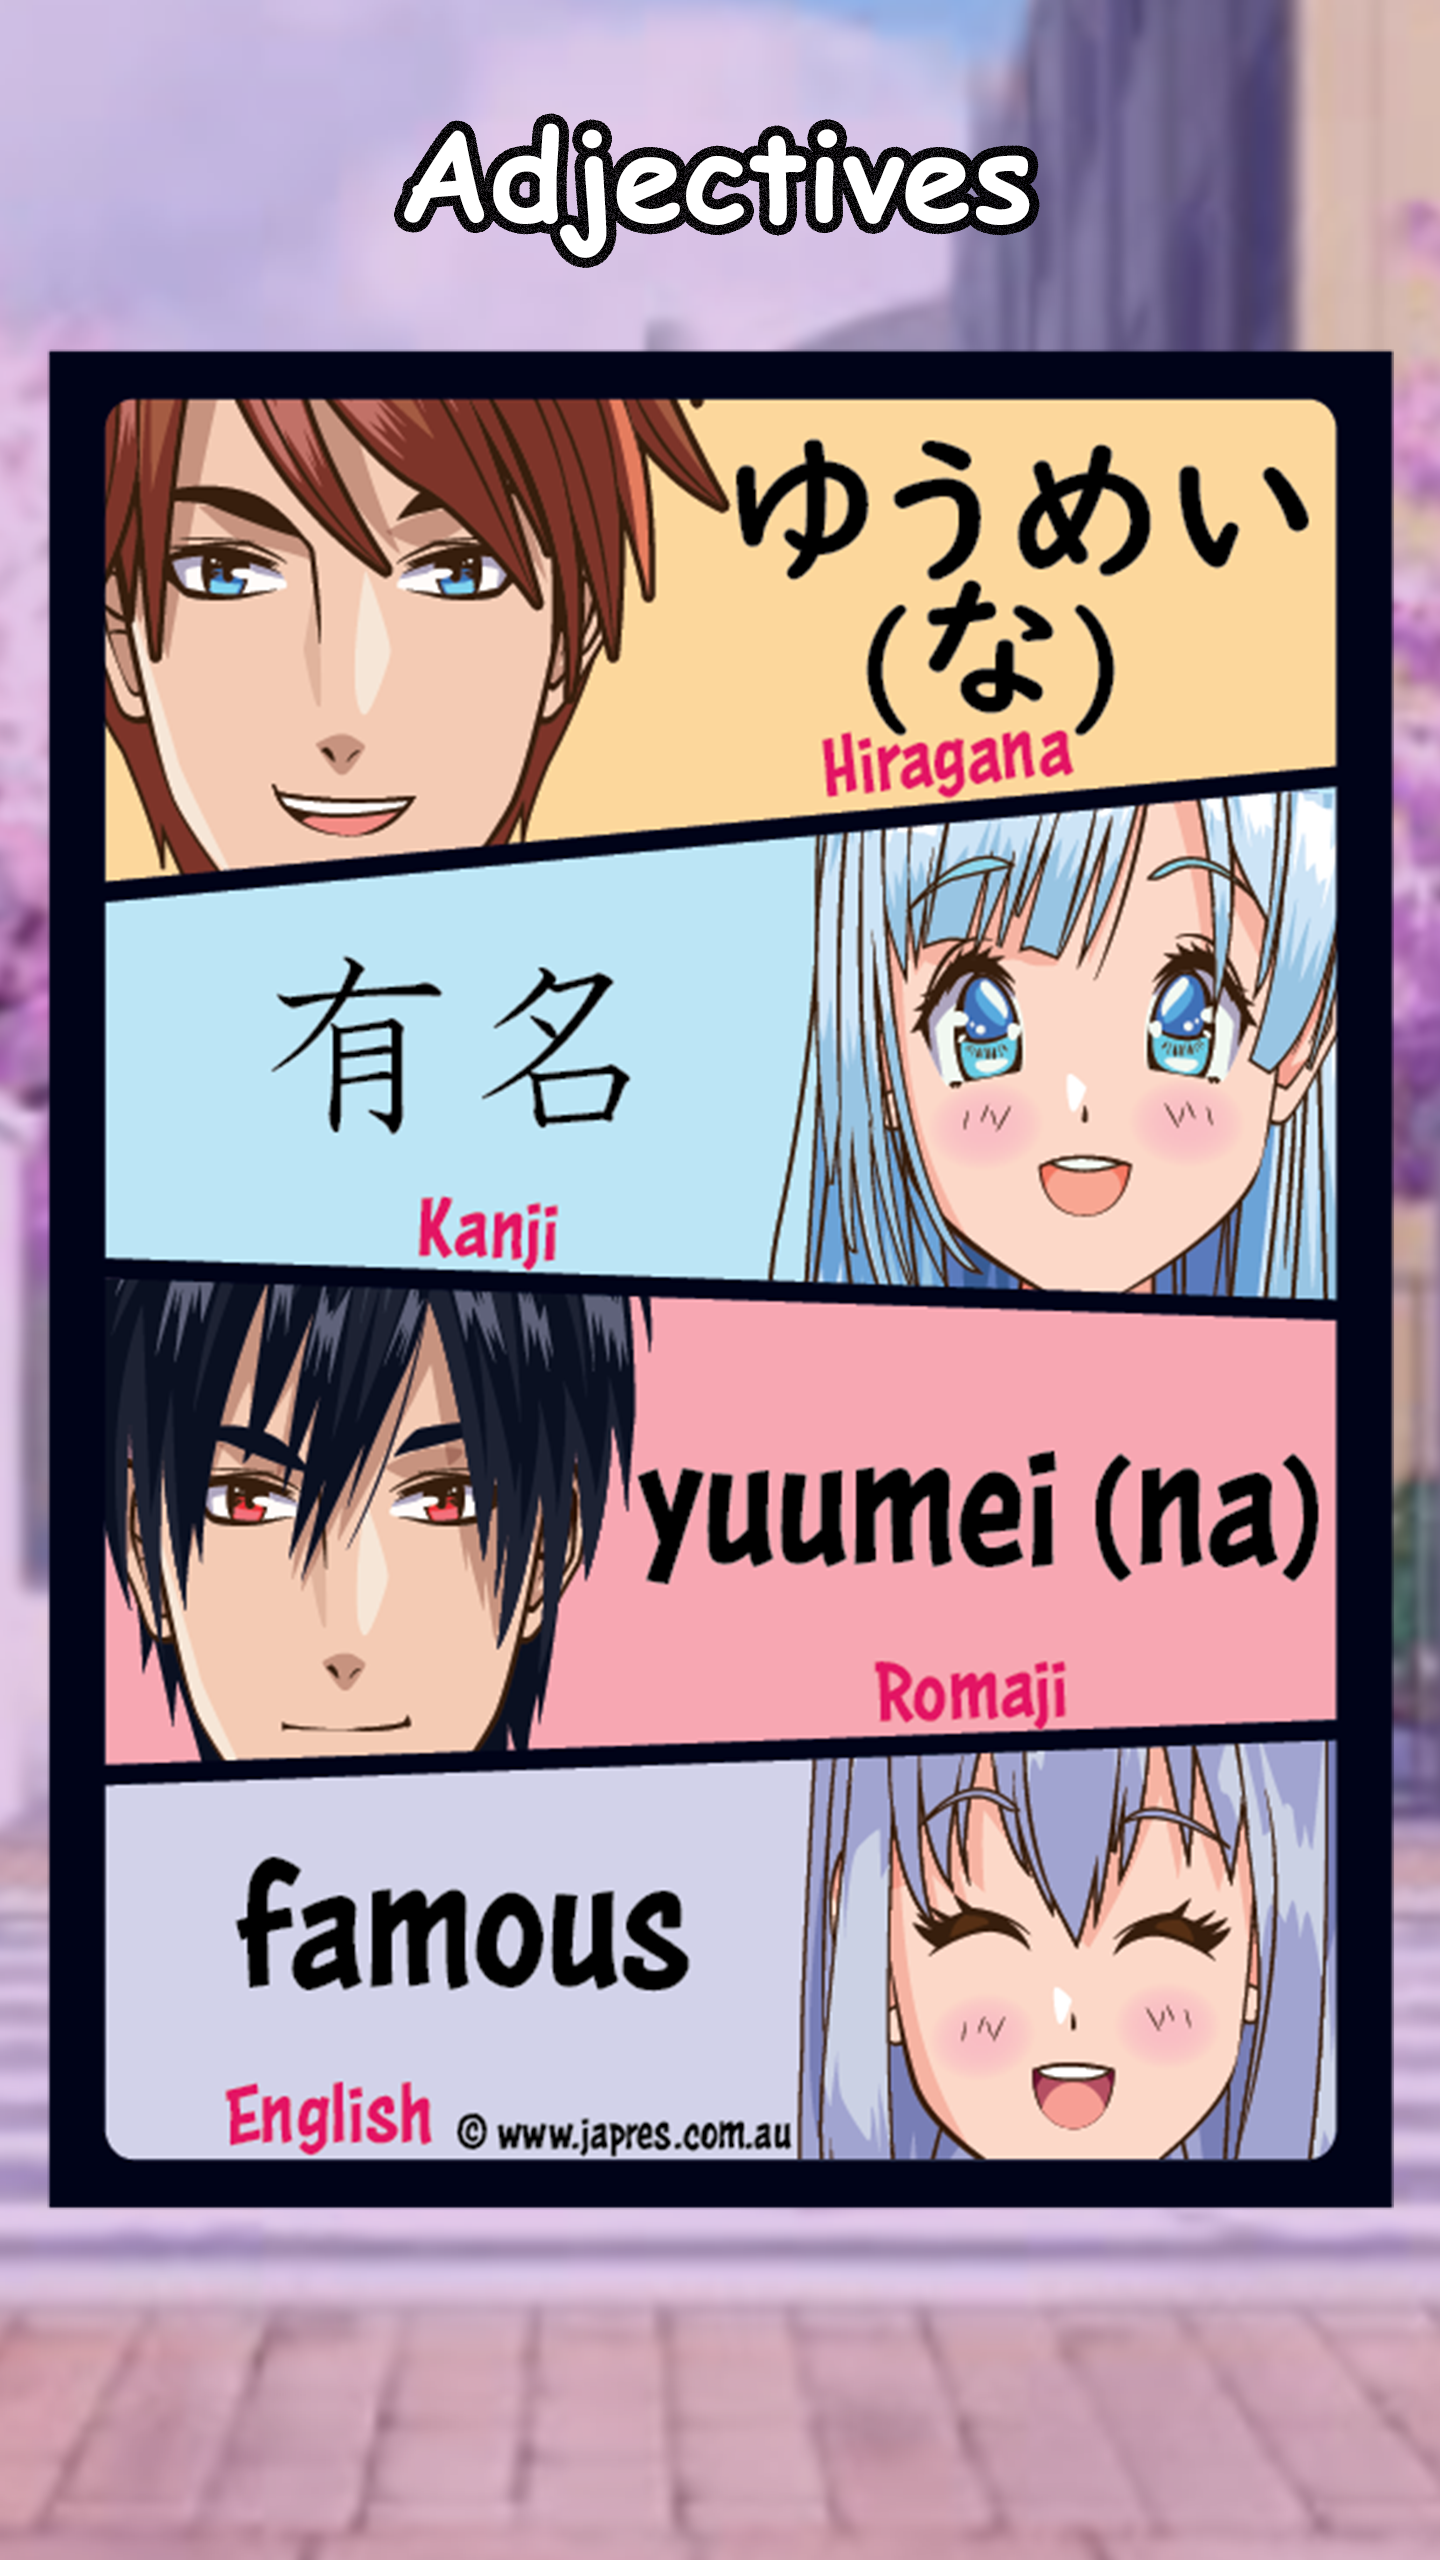 Adjectives
ゆうめい
(な)
Hiragana
有名
Kanji
yuumei (na)
Romaji
famous
English © www.japres.com.au